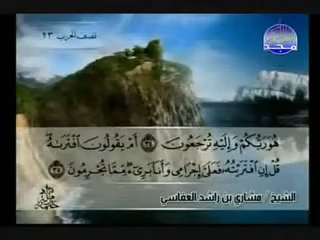 نصف الحزب ٢٣
هُوَ رَبُّكُمْ وَإِلَيْهِ تُرْجَعُونَ ﴿٣٤﴾ أَمْ يَقُولُونَ افْتَرَىٰهُ
قُلْ إِنِ افْتَرَيْتُهُ فَعَلَىَّ إِجْرَامِى وَأَنَا۠ بَرِىٓءٌ مِّمَّا تُجْرِمُونَ ﴿٣٥﴾
الشيخ / مشاري بن راشد العفاسي